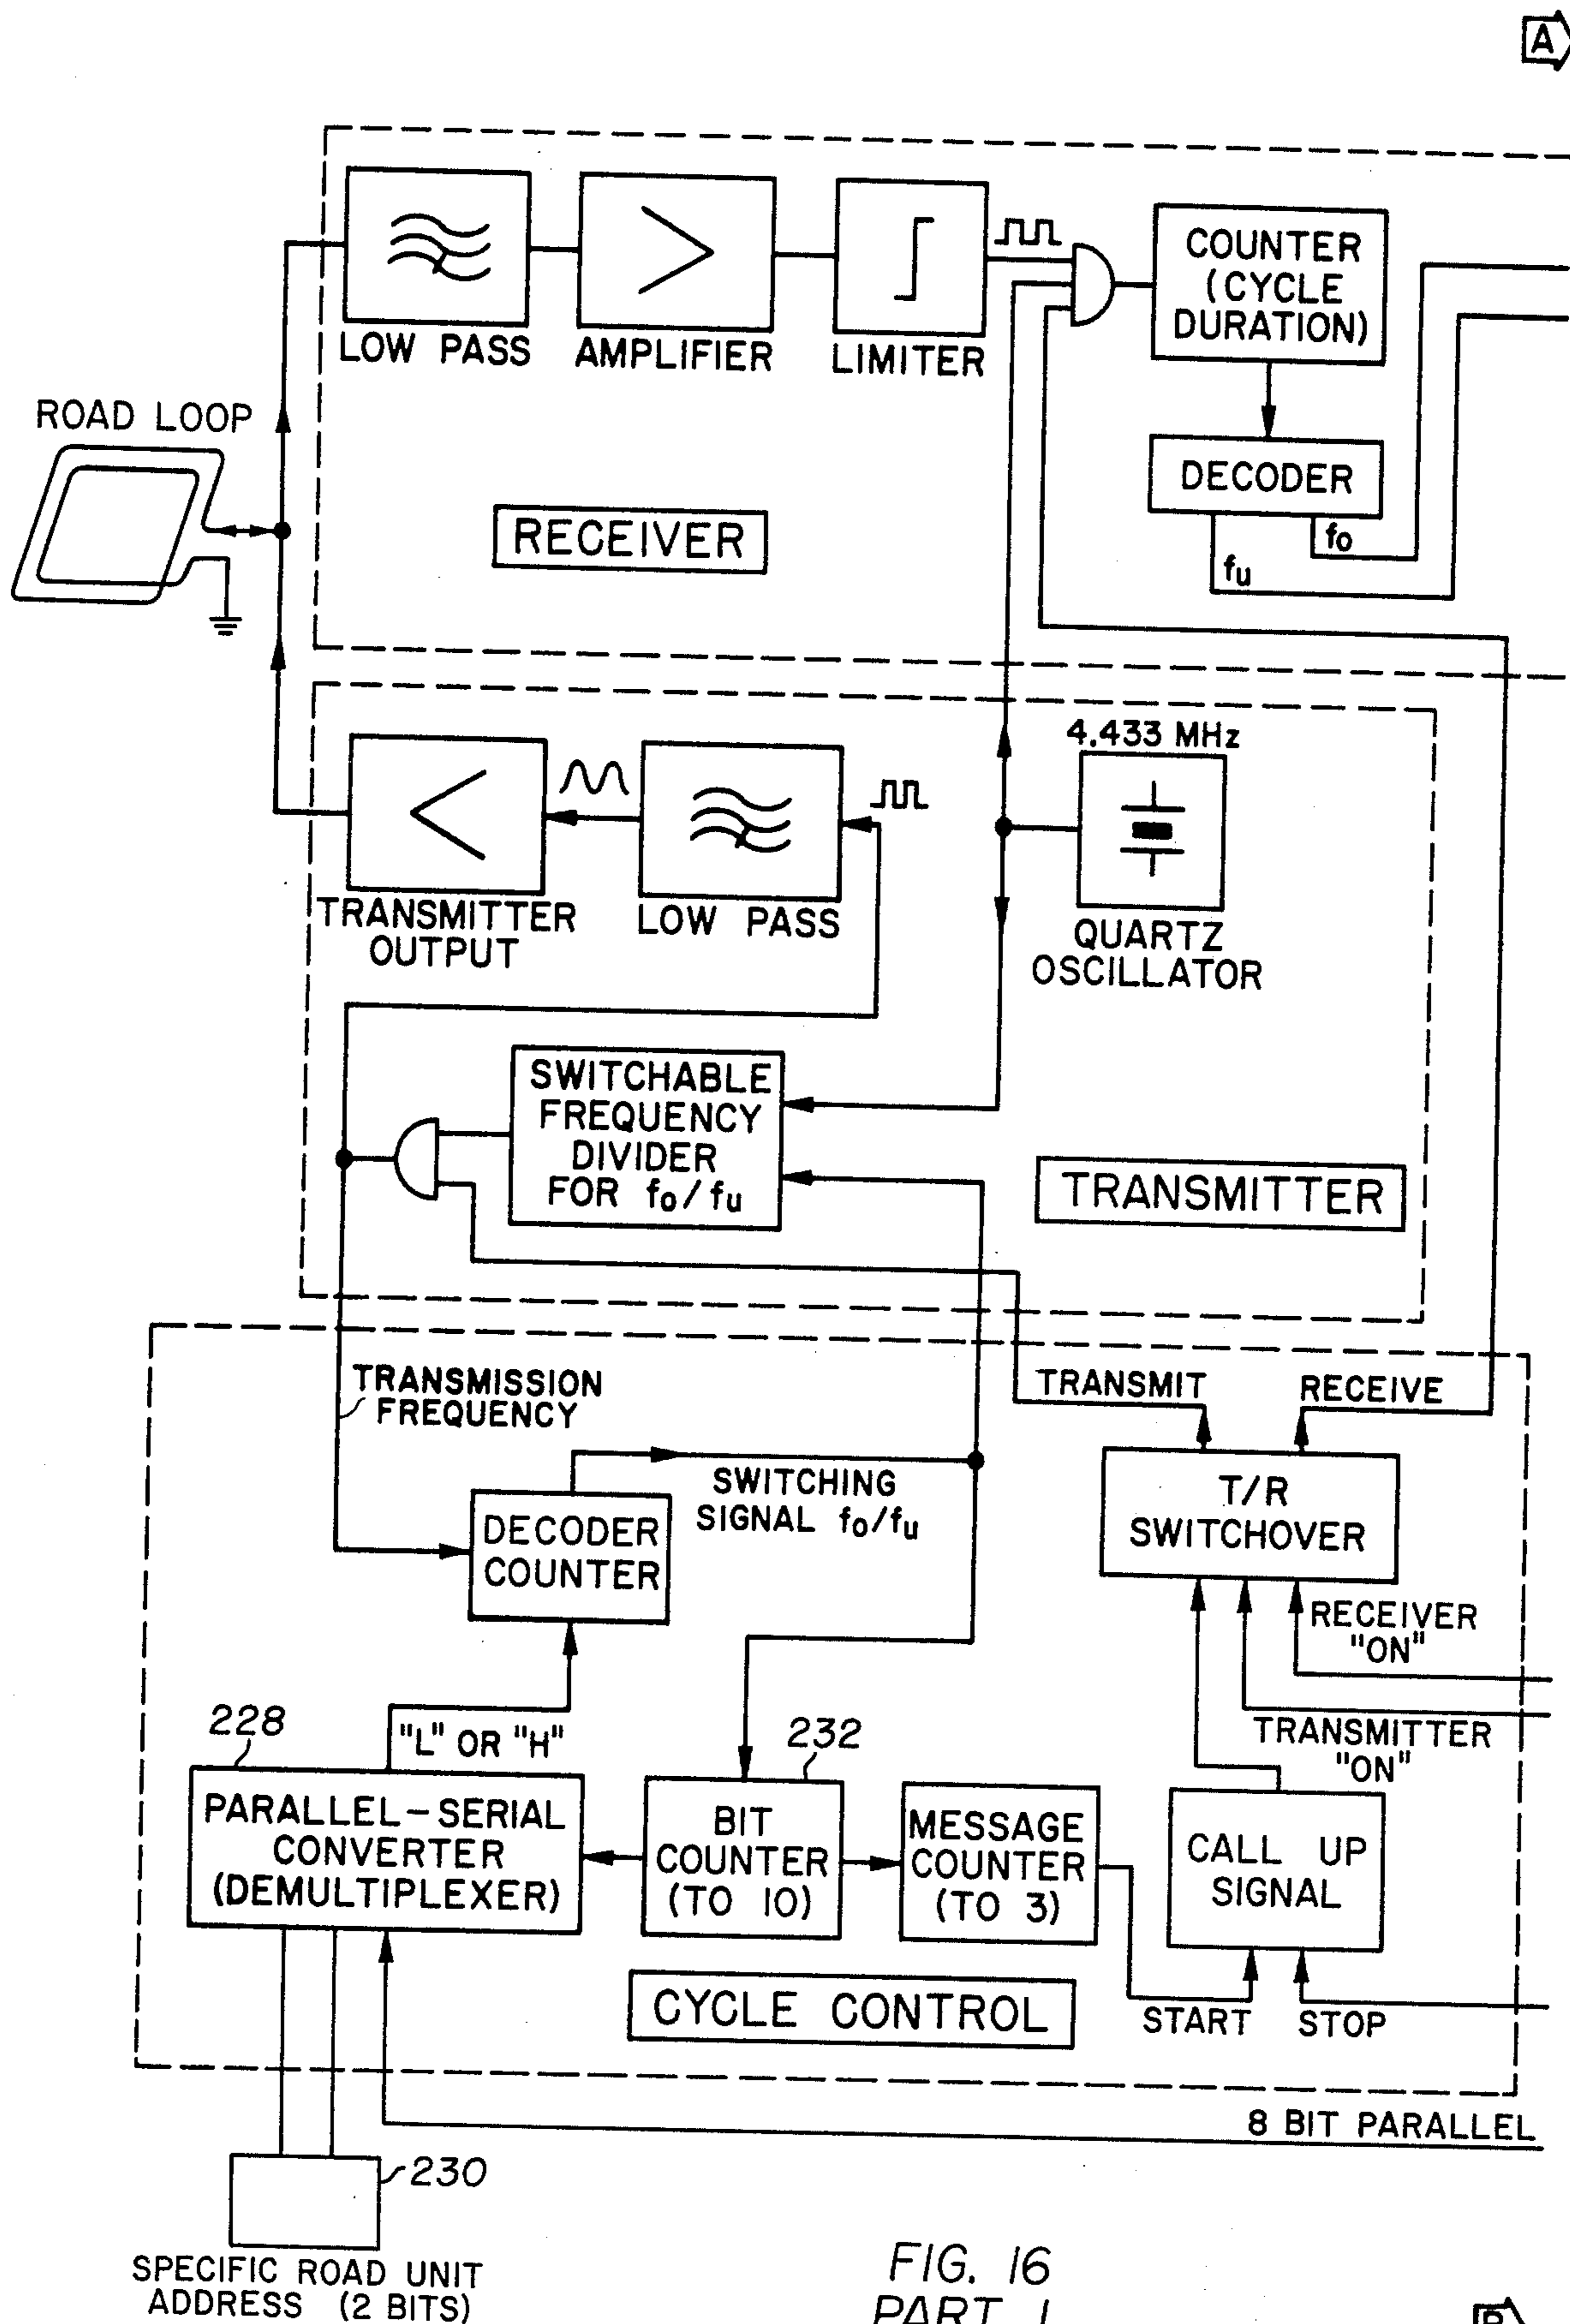 A
LOW PASS
AMPLIFIER
LIMITER
COUNTER
(CYCLE
DURATION)
ROAD LOOP
DECODER
RECEIVER
fo
fu
4.433 MHz
TRANSMITTER
OUTPUT
LOW PASS
QUARTZ
OSCILLATOR
SWITCHABLE
FREQUENCY
DIVIDER
FOR fo/fu
TRANSMITTER
TRANSMISSION
FREQUENCY
TRANSMIT
RECEIVE
SWITCHING
SIGNAL fo/fu
T/R
SWITCHOVER
DECODER
COUNTER
RECEIVER
"ON"
228
"L" OR "H"
232
TRANSMITTER
"ON"
PARALLEL-SERIAL
CONVERTER
(DEMULTIPLEXER)
BIT
COUNTER
(TO 10)
MESSAGE
COUNTER
(TO 3)
CALL UP
SIGNAL
CYCLE CONTROL
START
STOP
8 BIT PARALLEL
230
SPECIFIC ROAD UNIT
ADDRESS (2 BITS)
FIG. 16
PART 1